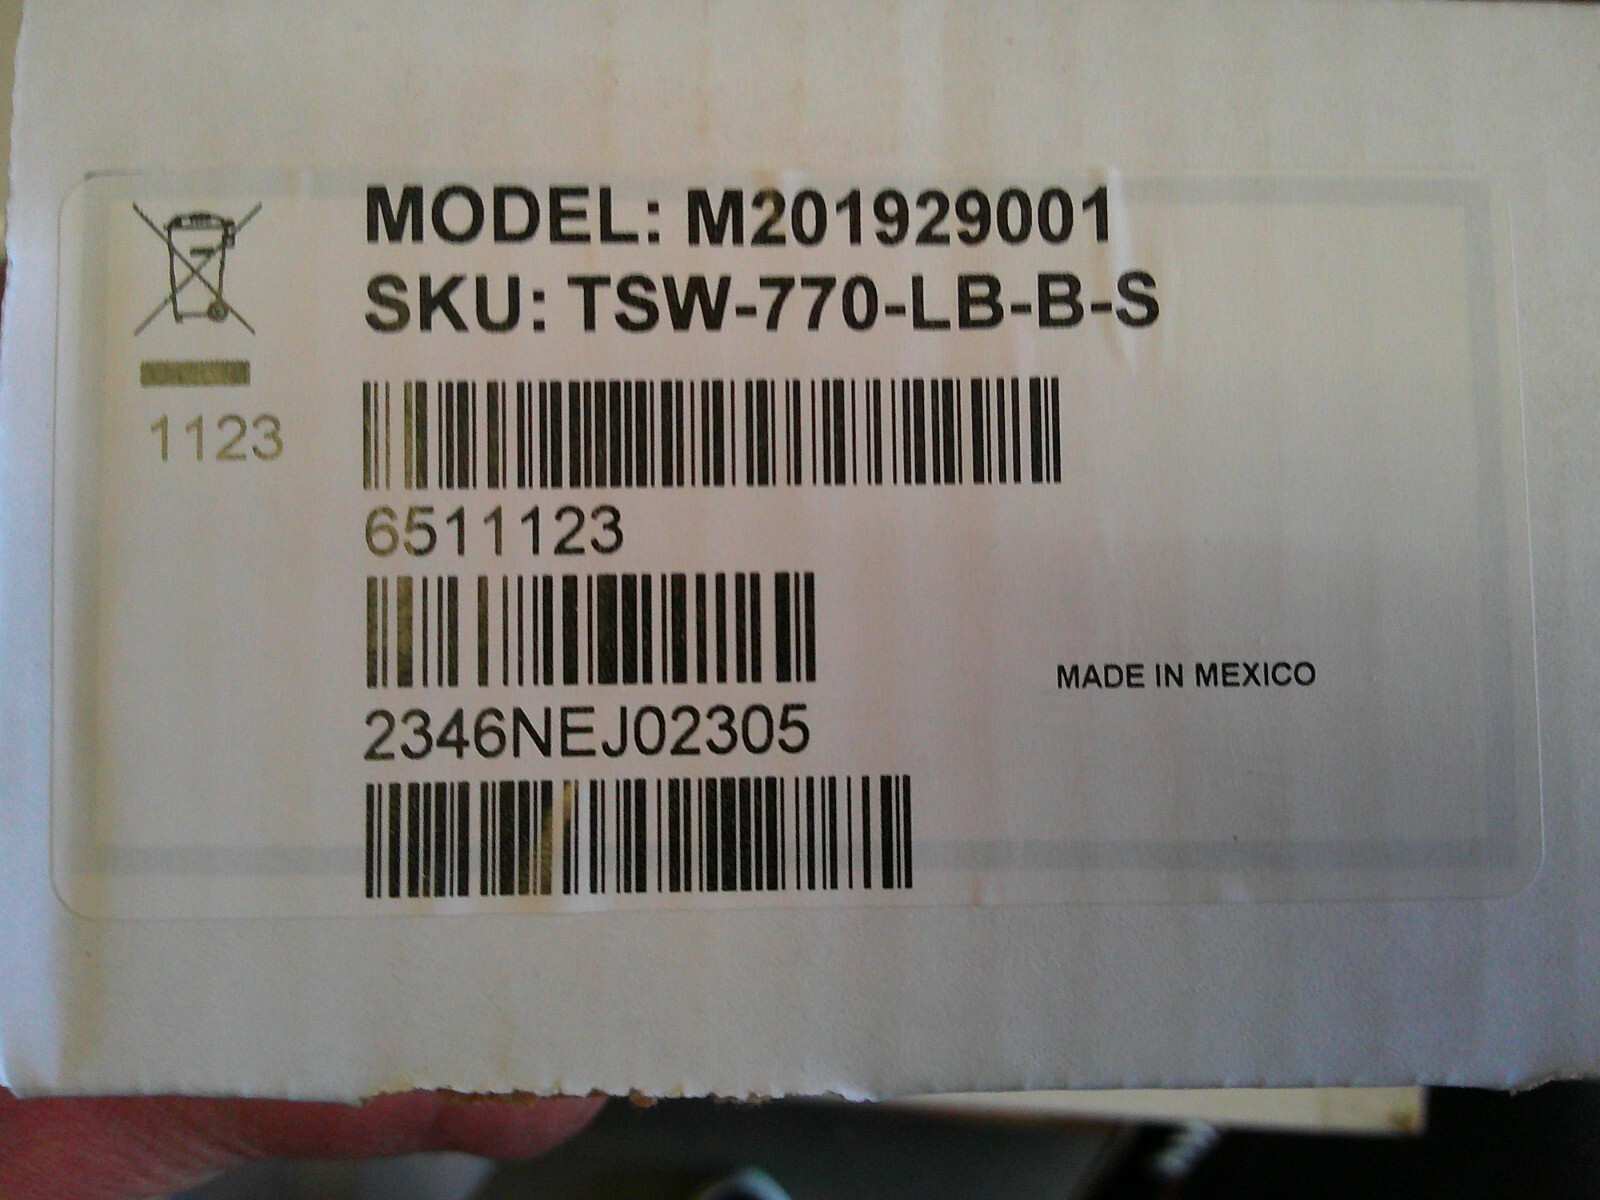 MODEL: M201929001
SKU: TSW-770-LB-B-S
1123
6511123
2346NEJ02305
MADE IN MEXICO